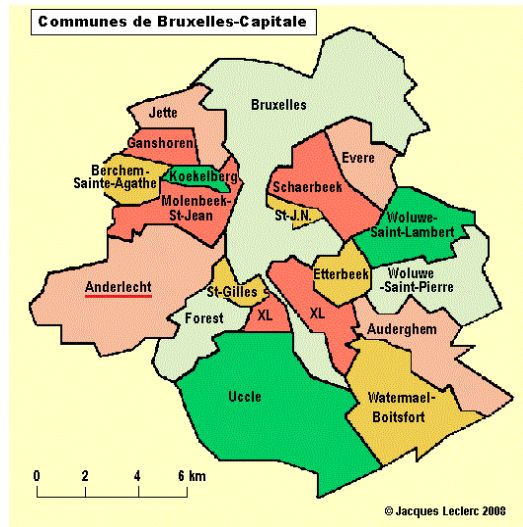 Communes de Bruxelles-Capitale
Jette
Bruxelles
Ganshoren
Evere
Berchem-
Sainte-Agathe
Koekelberg
Schaerbeek
Molenbeek-
St-Jean
St-J.N.
Woluwe-
Saint-Lambert
Etterbeek
Woluwe
-Saint-Pierre
Anderlecht
St-Gilles
Forest
XL
XL
Auderghem
Uccle
Watermael-
Boitsfort
0 2 4 6 km
© Jacques Leclerc 2008